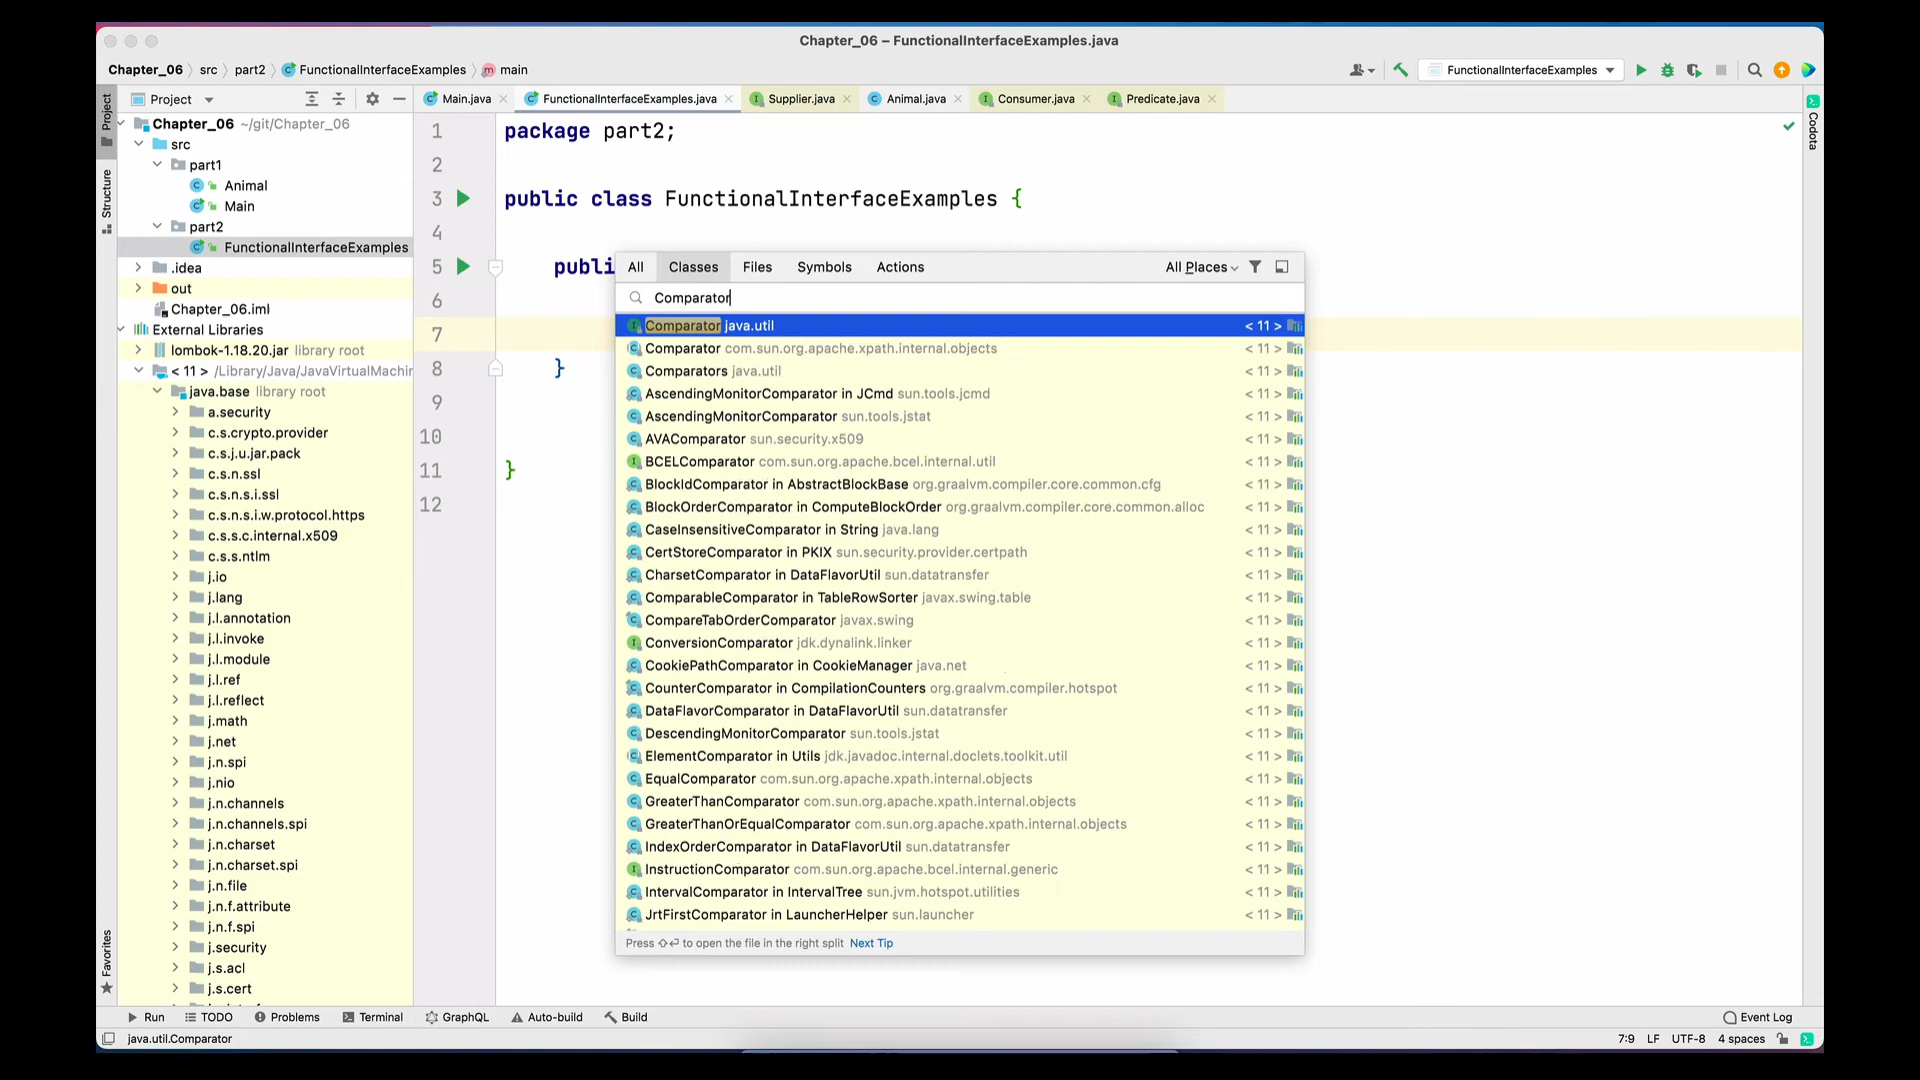 Chapter_06 – FunctionalInterfaceExamples.java
Chapter_06 src part2 FunctionalInterfaceExamples main
FunctionalInterfaceExamples
Project
Main.java FunctionalInterfaceExamples.java Supplier.java Animal.java Consumer.java Predicate.java
Project
Structure
Favorites
Codota
Chapter_06 ~/git/Chapter_06
src
part1
Animal
Main
part2
FunctionalInterfaceExamples
.idea
out
Chapter_06.iml
External Libraries
lombok-1.18.20.jar library root
< 11 > /Library/Java/JavaVirtualMachir
java.base library root
a.security
c.s.crypto.provider
c.s.j.u.jar.pack
c.s.n.ssl
c.s.n.s.i.ssl
c.s.n.s.i.w.protocol.https
c.s.s.c.internal.x509
c.s.s.ntlm
j.io
j.lang
j.l.annotation
j.l.invoke
j.l.module
j.l.ref
j.l.reflect
j.math
j.net
j.n.spi
j.nio
j.n.channels
j.n.channels.spi
j.n.charset
j.n.charset.spi
j.n.file
j.n.f.attribute
j.n.f.spi
j.security
j.s.acl
j.s.cert
1 package part2;
2
3 public class FunctionalInterfaceExamples {
4
5 publi
6
7
8 }
9
10
11 }
12
All Classes Files Symbols Actions All Places
Comparator
Comparator java.util < 11 >
Comparator com.sun.org.apache.xpath.internal.objects < 11 >
Comparators java.util < 11 >
AscendingMonitorComparator in JCmd sun.tools.jcmd < 11 >
AscendingMonitorComparator sun.tools.jstat < 11 >
AVAComparator sun.security.x509 < 11 >
BCELComparator com.sun.org.apache.bcel.internal.util < 11 >
BlockIdComparator in AbstractBlockBase org.graalvm.compiler.core.common.cfg < 11 >
BlockOrderComparator in ComputeBlockOrder org.graalvm.compiler.core.common.alloc < 11 >
CaseInsensitiveComparator in String java.lang < 11 >
CertStoreComparator in PKIX sun.security.provider.certpath < 11 >
CharsetComparator in DataFlavorUtil sun.datatransfer < 11 >
ComparableComparator in TableRowSorter javax.swing.table < 11 >
CompareTabOrderComparator javax.swing < 11 >
ConversionComparator jdk.dynalink.linker < 11 >
CookiePathComparator in CookieManager java.net < 11 >
CounterComparator in CompilationCounters org.graalvm.compiler.hotspot < 11 >
DataFlavorComparator in DataFlavorUtil sun.datatransfer < 11 >
DescendingMonitorComparator sun.tools.jstat < 11 >
ElementComparator in Utils jdk.javadoc.internal.doclets.toolkit.util < 11 >
EqualComparator com.sun.org.apache.xpath.internal.objects < 11 >
GreaterThanComparator com.sun.org.apache.xpath.internal.objects < 11 >
GreaterThanOrEqualComparator com.sun.org.apache.xpath.internal.objects < 11 >
IndexOrderComparator in DataFlavorUtil sun.datatransfer < 11 >
InstructionComparator com.sun.org.apache.bcel.internal.generic < 11 >
IntervalComparator in IntervalTree sun.jvm.hotspot.utilities < 11 >
JrtFirstComparator in LauncherHelper sun.launcher < 11 >
Press ⇧⏎ to open the file in the right split Next Tip
Run TODO Problems Terminal GraphQL Auto-build Build Event Log
java.util.Comparator 7:9 LF UTF-8 4 spaces